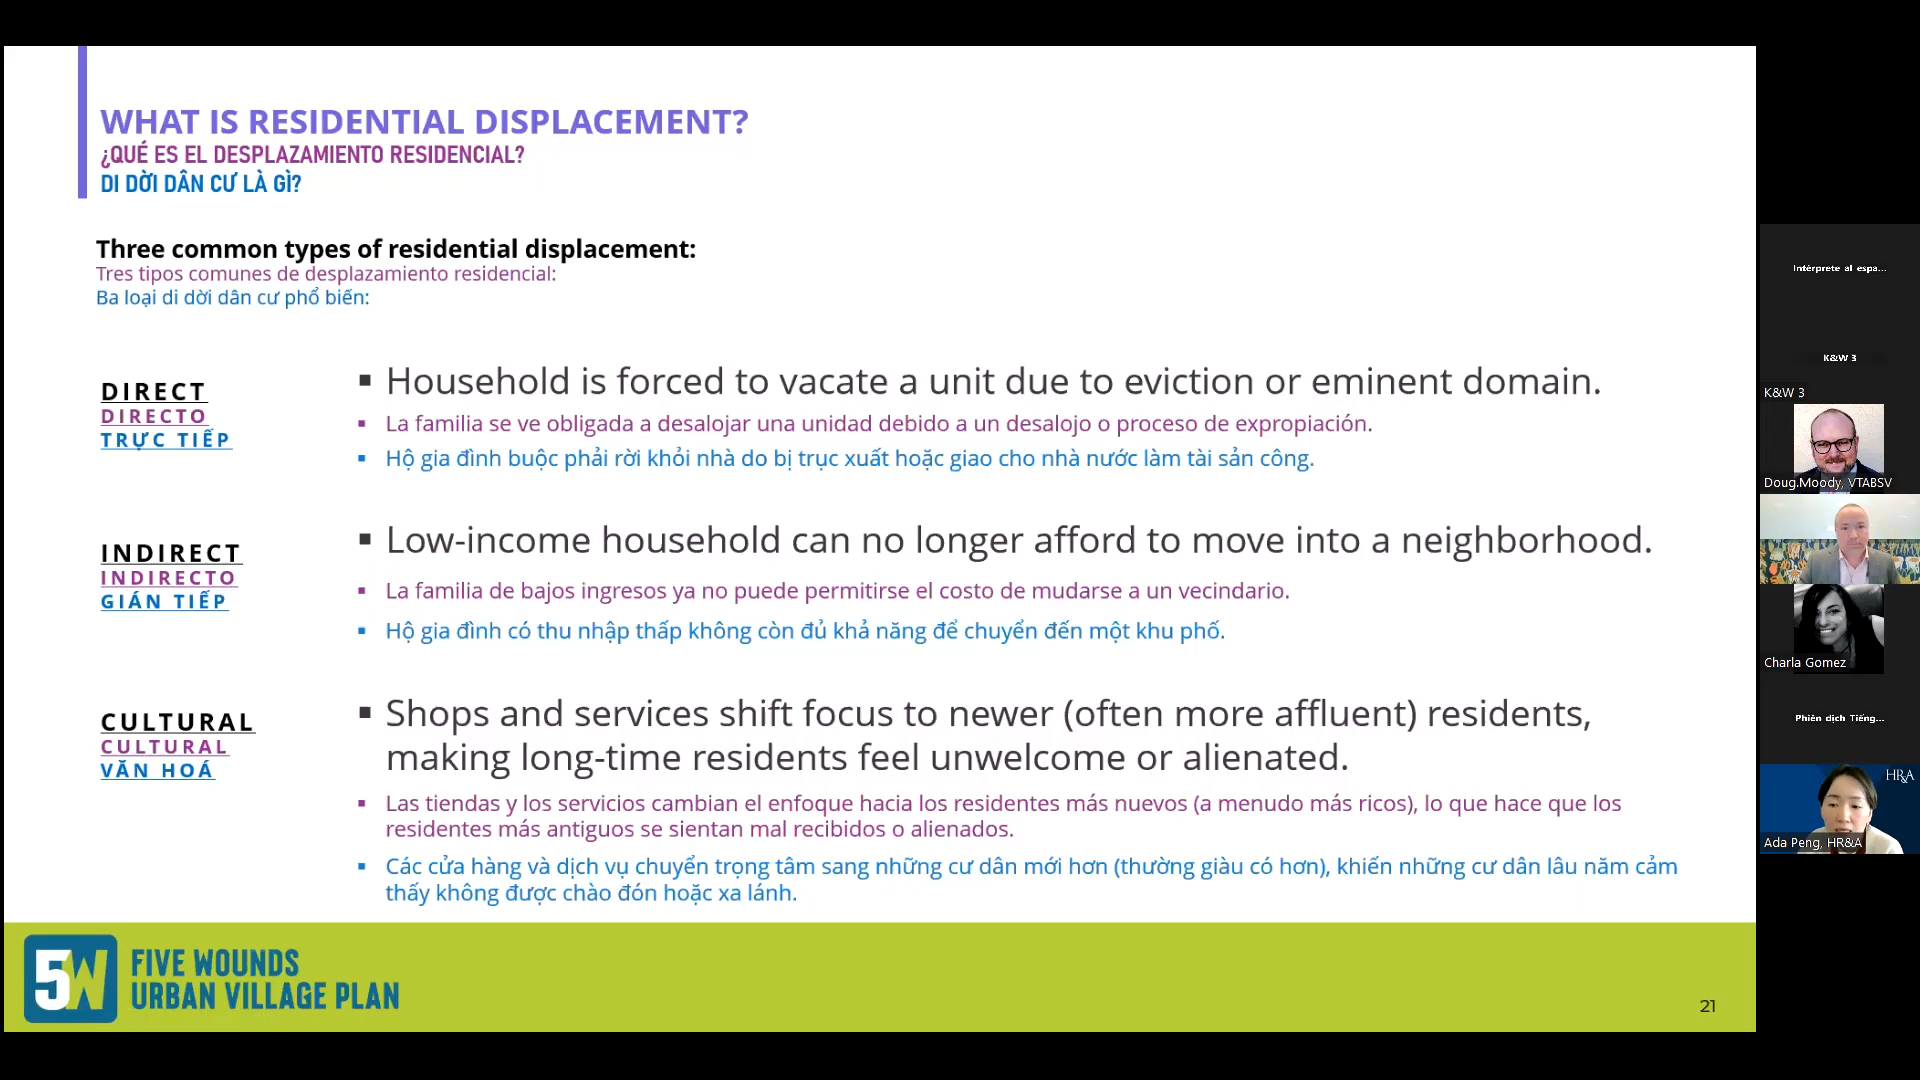 WHAT IS RESIDENTIAL DISPLACEMENT?
¿QUÉ ES EL DESPLAZAMIENTO RESIDENCIAL?
DI DỜI DÂN CƯ LÀ GÌ?
Three common types of residential displacement:
Tres tipos comunes de desplazamiento residencial:
Ba loại di dời dân cư phổ biến:
DIRECT
DIRECTO
TRỰC TIẾP
▪ Household is forced to vacate a unit due to eviction or eminent domain.
▪ La familia se ve obligada a desalojar una unidad debido a un desalojo o proceso de expropiación.
▪ Hộ gia đình buộc phải rời khỏi nhà do bị trục xuất hoặc giao cho nhà nước làm tài sản công.
INDIRECT
INDIRECTO
GIÁN TIẾP
▪ Low-income household can no longer afford to move into a neighborhood.
▪ La familia de bajos ingresos ya no puede permitirse el costo de mudarse a un vecindario.
▪ Hộ gia đình có thu nhập thấp không còn đủ khả năng để chuyển đến một khu phố.
CULTURAL
CULTURAL
VĂN HOÁ
▪ Shops and services shift focus to newer (often more affluent) residents,
making long-time residents feel unwelcome or alienated.
▪ Las tiendas y los servicios cambian el enfoque hacia los residentes más nuevos (a menudo más ricos), lo que hace que los
residentes más antiguos se sientan mal recibidos o alienados.
▪ Các cửa hàng và dịch vụ chuyển trọng tâm sang những cư dân mới hơn (thường giàu có hơn), khiến những cư dân lâu năm cảm
thấy không được chào đón hoặc xa lánh.
5W
FIVE WOUNDS
URBAN VILLAGE PLAN
21
Intérprete al espa...
K&W 3
K&W 3
Doug.Moody, VTABSV
Charla Gomez
Phiên dịch Tiếng...
HR&A
Ada Peng, HR&A